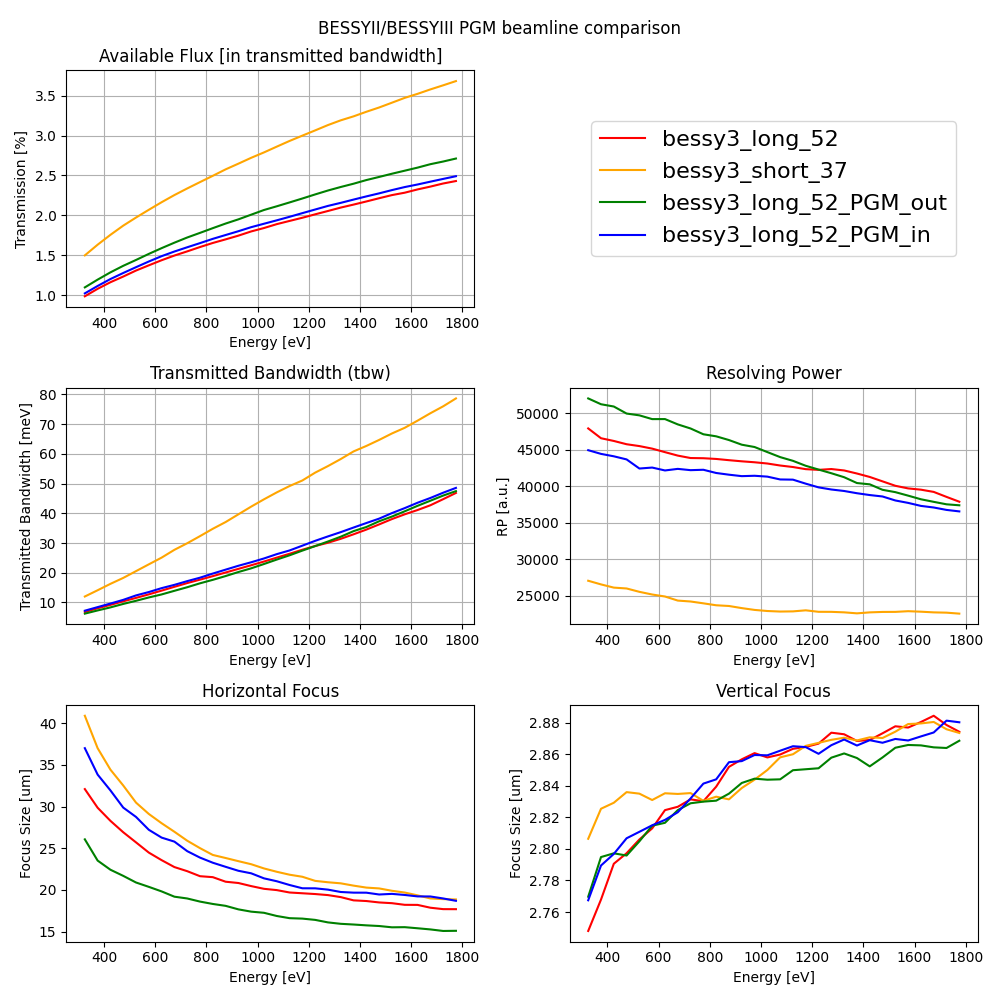 BESSYII/BESSYIII PGM beamline comparison
Available Flux [in transmitted bandwidth]
Transmission [%]
3.5
3.0
2.5
2.0
1.5
1.0
400 600 800 1000 1200 1400 1600 1800
Energy [eV]
bessy3_long_52
bessy3_short_37
bessy3_long_52_PGM_out
bessy3_long_52_PGM_in
Transmitted Bandwidth (tbw)
Transmitted Bandwidth [meV]
80
70
60
50
40
30
20
10
400 600 800 1000 1200 1400 1600 1800
Energy [eV]
Resolving Power
RP [a.u.]
50000
45000
40000
35000
30000
25000
400 600 800 1000 1200 1400 1600 1800
Energy [eV]
Horizontal Focus
Focus Size [um]
40
35
30
25
20
15
400 600 800 1000 1200 1400 1600 1800
Energy [eV]
Vertical Focus
Focus Size [um]
2.88
2.86
2.84
2.82
2.80
2.78
2.76
400 600 800 1000 1200 1400 1600 1800
Energy [eV]